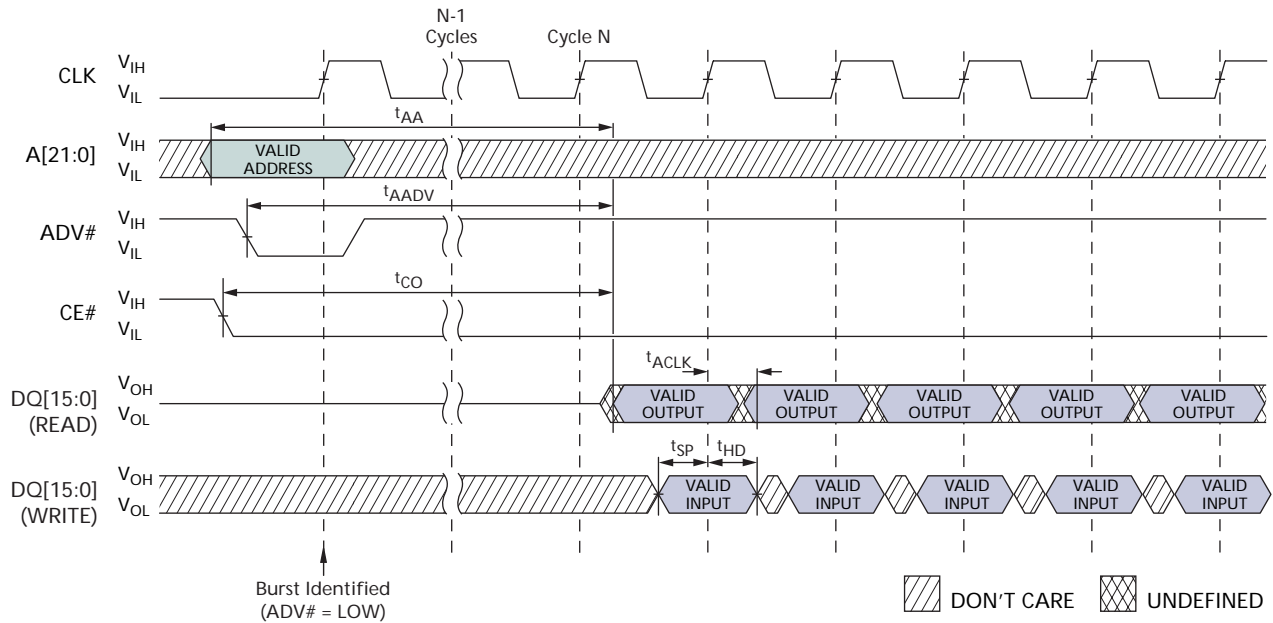 N-1
Cycles
Cycle N
CLK
VIH
VIL
tAA
A[21:0]
VIH
VIL
VALID
ADDRESS
tAADV
ADV#
VIH
VIL
tCO
CE#
VIH
VIL
tACLK
DQ[15:0]
(READ)
VOH
VOL
VALID
OUTPUT
VALID
OUTPUT
VALID
OUTPUT
VALID
OUTPUT
VALID
OUTPUT
tSP
tHD
DQ[15:0]
(WRITE)
VOH
VOL
VALID
INPUT
VALID
INPUT
VALID
INPUT
VALID
INPUT
VALID
INPUT
Burst Identified
(ADV# = LOW)
DON'T CARE
UNDEFINED